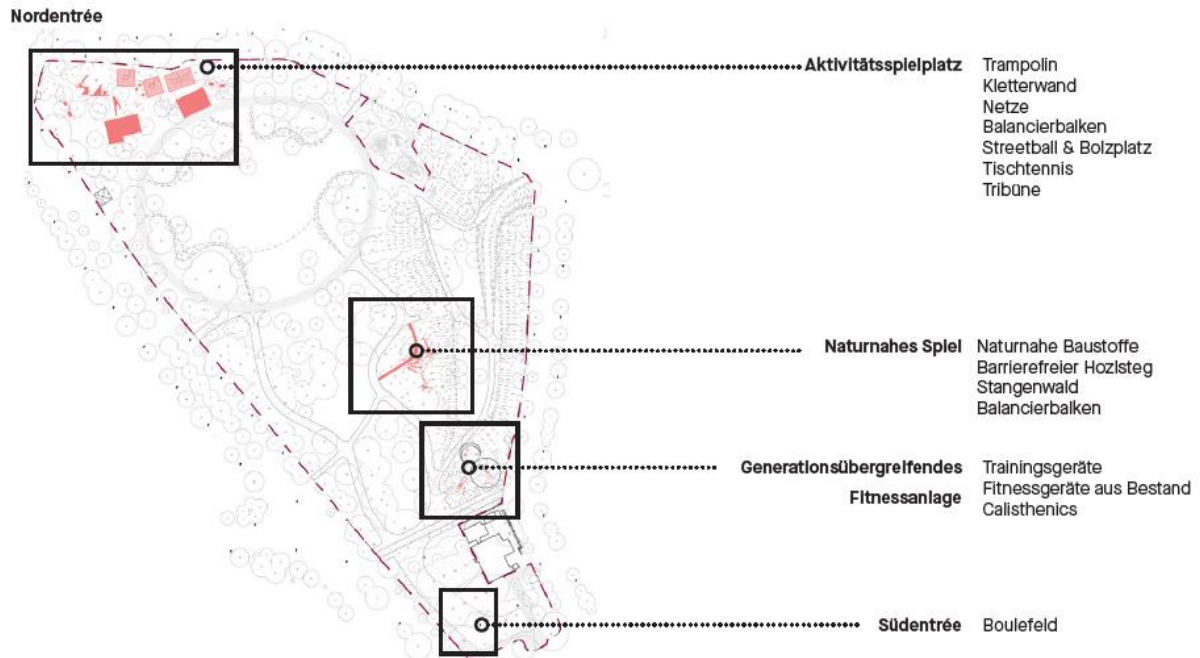 Nordentrée
Aktivitätsspielplatz
Trampolin
Kletterwand
Netze
Balancierbalken
Streetball & Bolzplatz
Tischtennis
Tribüne
Naturnahes Spiel
Naturnahe Baustoffe
Barrierefreier Hozlsteg
Stangenwald
Balancierbalken
Generationsübergreifendes
Fitnessanlage
Trainingsgeräte
Fitnessgeräte aus Bestand
Calisthenics
Südentrée
Boulefeld